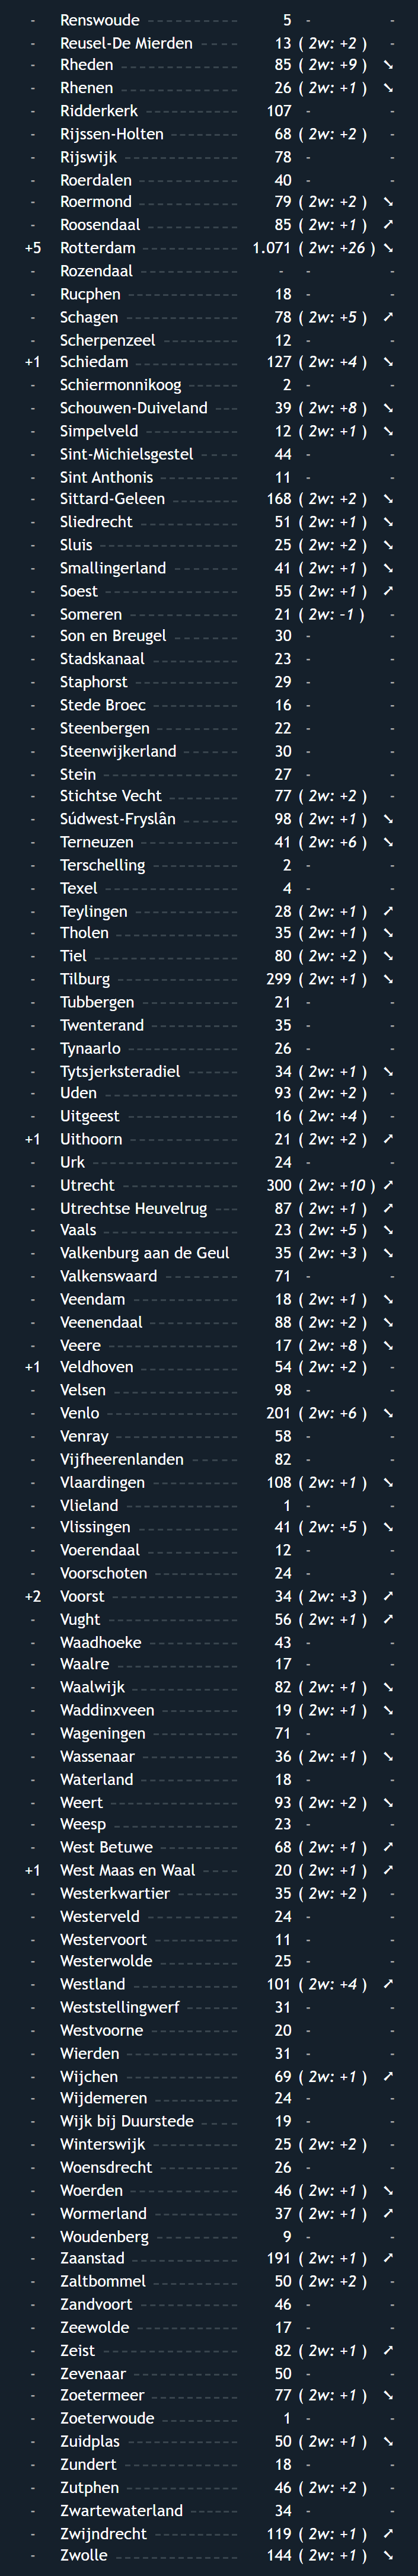 - Renswoude 5 - -
- Reusel-De Mierden 13 ( 2w: +2 ) -
- Rheden 85 ( 2w: +9 ) ➘
- Rhenen 26 ( 2w: +1 ) ➘
- Ridderkerk 107 - -
- Rijssen-Holten 68 ( 2w: +2 ) -
- Rijswijk 78 - -
- Roerdalen 40 - -
- Roermond 79 ( 2w: +2 ) ➘
- Roosendaal 85 ( 2w: +1 ) ➚
+5 Rotterdam 1.071 ( 2w: +26 ) ➘
- Rozendaal - - -
- Rucphen 18 - -
- Schagen 78 ( 2w: +5 ) ➚
- Scherpenzeel 12 - -
+1 Schiedam 127 ( 2w: +4 ) ➘
- Schiermonnikoog 2 - -
- Schouwen-Duiveland 39 ( 2w: +8 ) ➘
- Simpelveld 12 ( 2w: +1 ) ➘
- Sint-Michielsgestel 44 - -
- Sint Anthonis 11 - -
- Sittard-Geleen 168 ( 2w: +2 ) ➘
- Sliedrecht 51 ( 2w: +1 ) ➘
- Sluis 25 ( 2w: +2 ) ➘
- Smallingerland 41 ( 2w: +1 ) ➘
- Soest 55 ( 2w: +1 ) ➚
- Someren 21 ( 2w: -1 ) -
- Son en Breugel 30 - -
- Stadskanaal 23 - -
- Staphorst 29 - -
- Stede Broec 16 - -
- Steenbergen 22 - -
- Steenwijkerland 30 - -
- Stein 27 - -
- Stichtse Vecht 77 ( 2w: +2 ) -
- Súdwest-Fryslân 98 ( 2w: +1 ) ➘
- Terneuzen 41 ( 2w: +6 ) ➘
- Terschelling 2 - -
- Texel 4 - -
- Teylingen 28 ( 2w: +1 ) ➚
- Tholen 35 ( 2w: +1 ) ➘
- Tiel 80 ( 2w: +2 ) ➘
- Tilburg 299 ( 2w: +1 ) ➘
- Tubbergen 21 - -
- Twenterand 35 - -
- Tynaarlo 26 - -
- Tytsjerksteradiel 34 ( 2w: +1 ) ➘
- Uden 93 ( 2w: +2 ) -
- Uitgeest 16 ( 2w: +4 ) -
+1 Uithoorn 21 ( 2w: +2 ) ➚
- Urk 24 - -
- Utrecht 300 ( 2w: +10 ) ➚
- Utrechtse Heuvelrug 87 ( 2w: +1 ) ➚
- Vaals 23 ( 2w: +5 ) ➘
- Valkenburg aan de Geul 35 ( 2w: +3 ) ➘
- Valkenswaard 71 - -
- Veendam 18 ( 2w: +1 ) ➘
- Veenendaal 88 ( 2w: +2 ) ➘
- Veere 17 ( 2w: +8 ) ➘
+1 Veldhoven 54 ( 2w: +2 ) -
- Velsen 98 - -
- Venlo 201 ( 2w: +6 ) ➘
- Venray 58 - -
- Vijfheerenlanden 82 - -
- Vlaardingen 108 ( 2w: +1 ) ➘
- Vlieland 1 - -
- Vlissingen 41 ( 2w: +5 ) ➘
- Voerendaal 12 - -
- Voorschoten 24 - -
+2 Voorst 34 ( 2w: +3 ) ➚
- Vught 56 ( 2w: +1 ) ➚
- Waadhoeke 43 - -
- Waalre 17 - -
- Waalwijk 82 ( 2w: +1 ) ➘
- Waddinxveen 19 ( 2w: +1 ) ➘
- Wageningen 71 - -
- Wassenaar 36 ( 2w: +1 ) ➘
- Waterland 18 - -
- Weert 93 ( 2w: +2 ) ➘
- Weesp 23 - -
- West Betuwe 68 ( 2w: +1 ) ➚
+1 West Maas en Waal 20 ( 2w: +1 ) ➚
- Westerkwartier 35 ( 2w: +2 ) -
- Westerveld 24 - -
- Westervoort 11 - -
- Westerwolde 25 - -
- Westland 101 ( 2w: +4 ) ➚
- Weststellingwerf 31 - -
- Westvoorne 20 - -
- Wierden 31 - -
- Wijchen 69 ( 2w: +1 ) ➚
- Wijdemeren 24 - -
- Wijk bij Duurstede 19 - -
- Winterswijk 25 ( 2w: +2 ) -
- Woensdrecht 26 - -
- Woerden 46 ( 2w: +1 ) ➘
- Wormerland 37 ( 2w: +1 ) ➚
- Woudenberg 9 - -
- Zaanstad 191 ( 2w: +1 ) ➚
- Zaltbommel 50 ( 2w: +2 ) -
- Zandvoort 46 - -
- Zeewolde 17 - -
- Zeist 82 ( 2w: +1 ) ➚
- Zevenaar 50 - -
- Zoetermeer 77 ( 2w: +1 ) ➘
- Zoeterwoude 1 - -
- Zuidplas 50 ( 2w: +1 ) ➘
- Zundert 18 - -
- Zutphen 46 ( 2w: +2 ) -
- Zwartewaterland 34 - -
- Zwijndrecht 119 ( 2w: +1 ) ➚
- Zwolle 144 ( 2w: +1 ) ➘